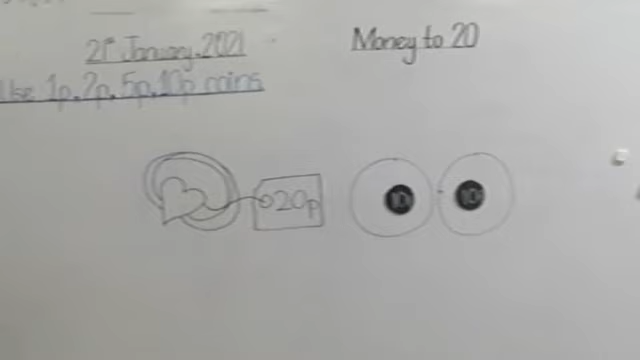 21st January, 2021
Money to 20
Use 1p, 2p, 5p, 10p coins
20p
10 10